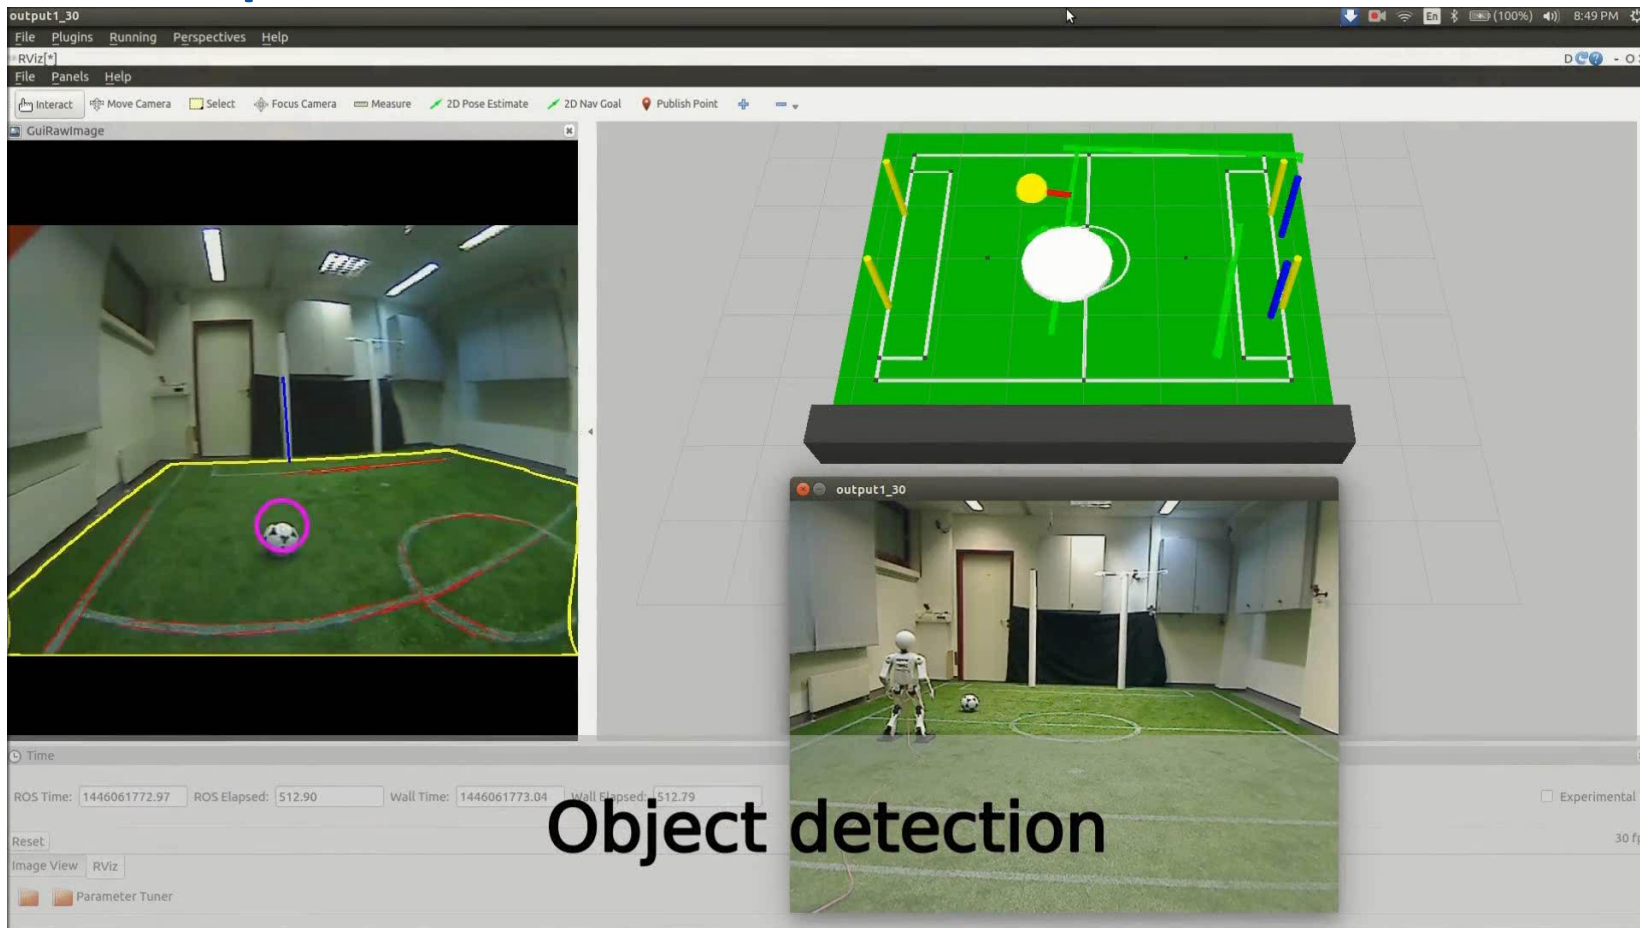 output1_30
En (100%) 8:49 PM
File Plugins Running Perspectives Help
RViz[*]
D
File Panels Help
Interact Move Camera Select Focus Camera Measure 2D Pose Estimate 2D Nav Goal Publish Point
GuiRawImage
output1_30
Time
ROS Time: 1446061772.97 ROS Elapsed: 512.90 Wall Time: 1446061773.04 Wall Elapsed: 512.79 Experimental
Object detection
Reset
30
Image View RViz
Parameter Tuner